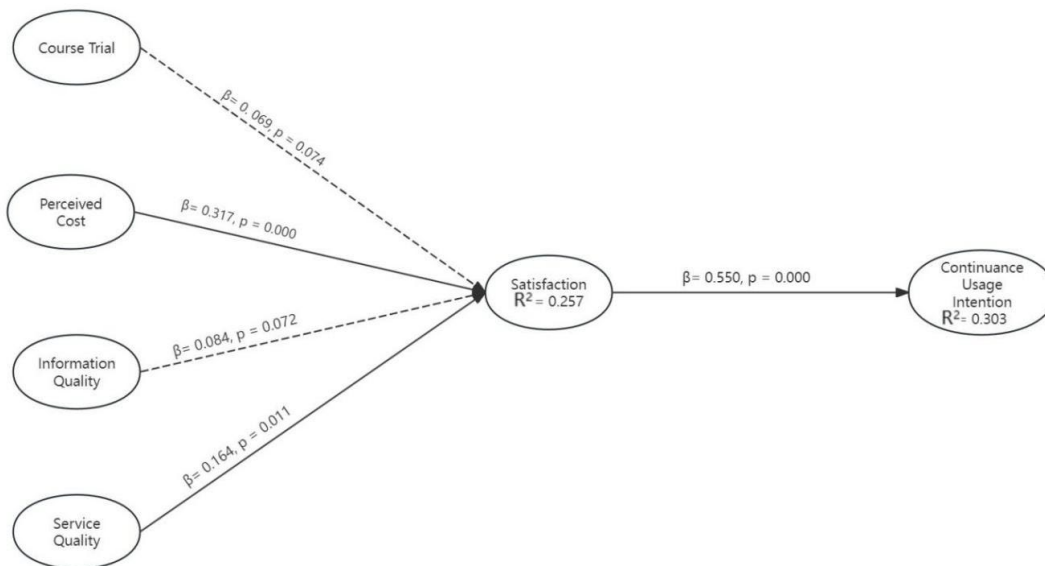 Course Trial
β= 0.069, p = 0.074
Perceived
Cost
β= 0.317, p = 0.000
Information
Quality
β= 0.084, p = 0.072
Service
Quality
β= 0.164, p = 0.011
Satisfaction
R²= 0.257
β= 0.550, p = 0.000
Continuance
Usage
Intention
R²= 0.303